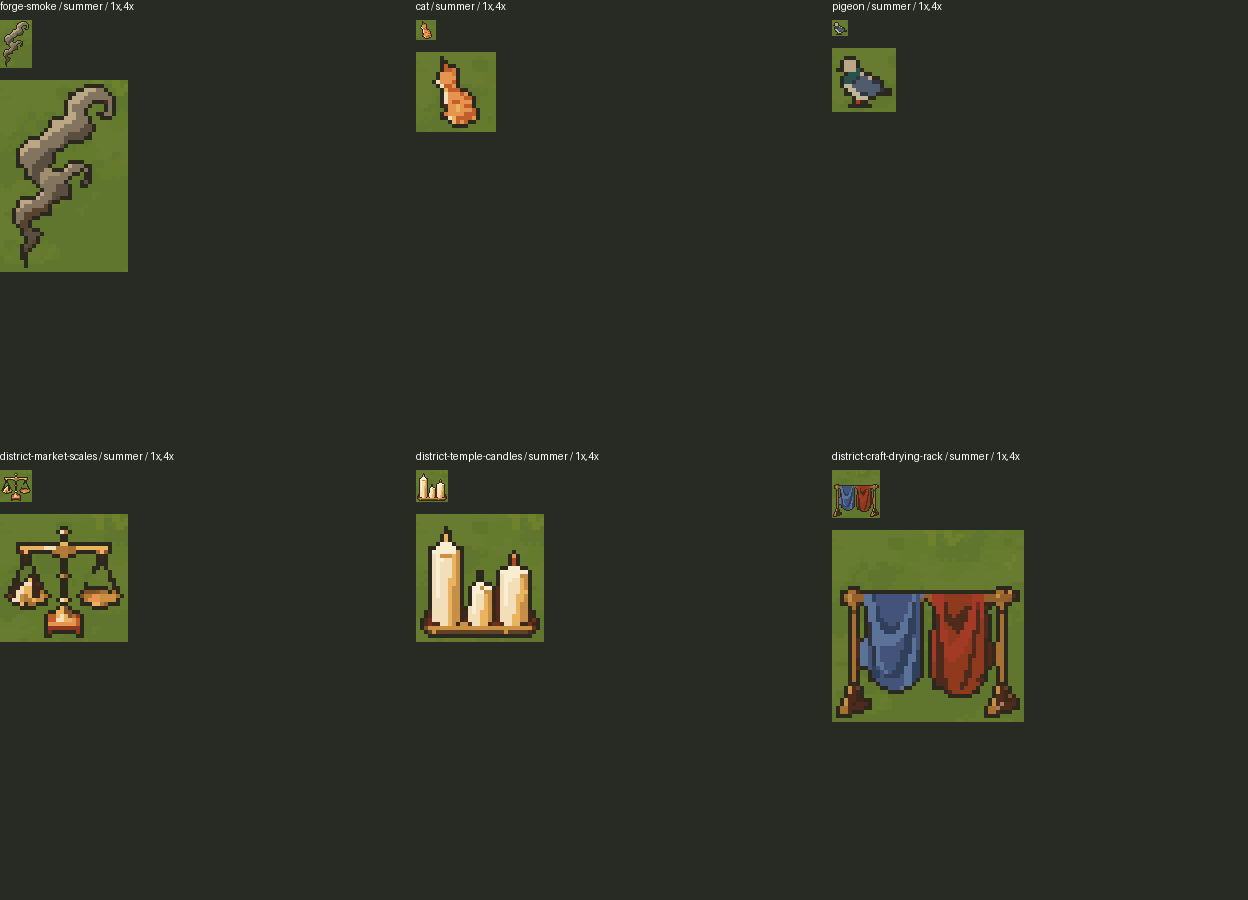 forge-smoke / summer / 1x,4x
cat / summer / 1x,4x
pigeon / summer / 1x,4x
district-market-scales / summer / 1x,4x
district-temple-candles / summer / 1x,4x
district-craft-drying-rack / summer / 1x,4x